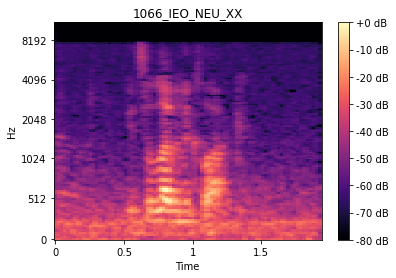 1066_IEO_NEU_XX
8192
4096
2048
1024
512
0
Hz
0
0.5
1
1.5
Time
+0 dB
-10 dB
-20 dB
-30 dB
-40 dB
-50 dB
-60 dB
-70 dB
-80 dB